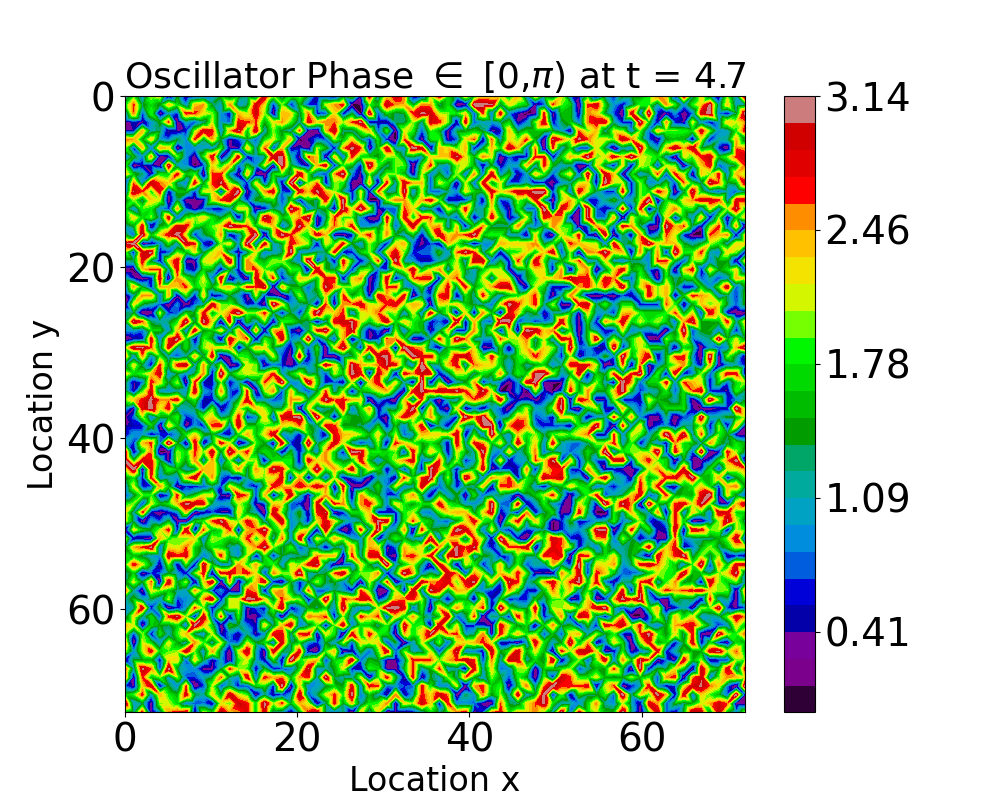 Oscillator Phase ∈ [0,π) at t = 4.7
0
20
40
60
Location y
0 20 40 60
Location x
3.14
2.46
1.78
1.09
0.41